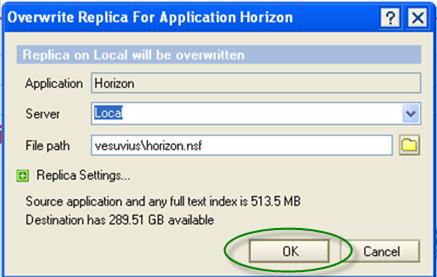 Overwrite Replica For Application Horizon
Replica on Local will be overwritten
Application Horizon
Server Local
File path vesuvius\horizon.nsf
Replica Settings...
Source application and any full text index is 513.5 MB
Destination has 289.51 GB available
OK Cancel